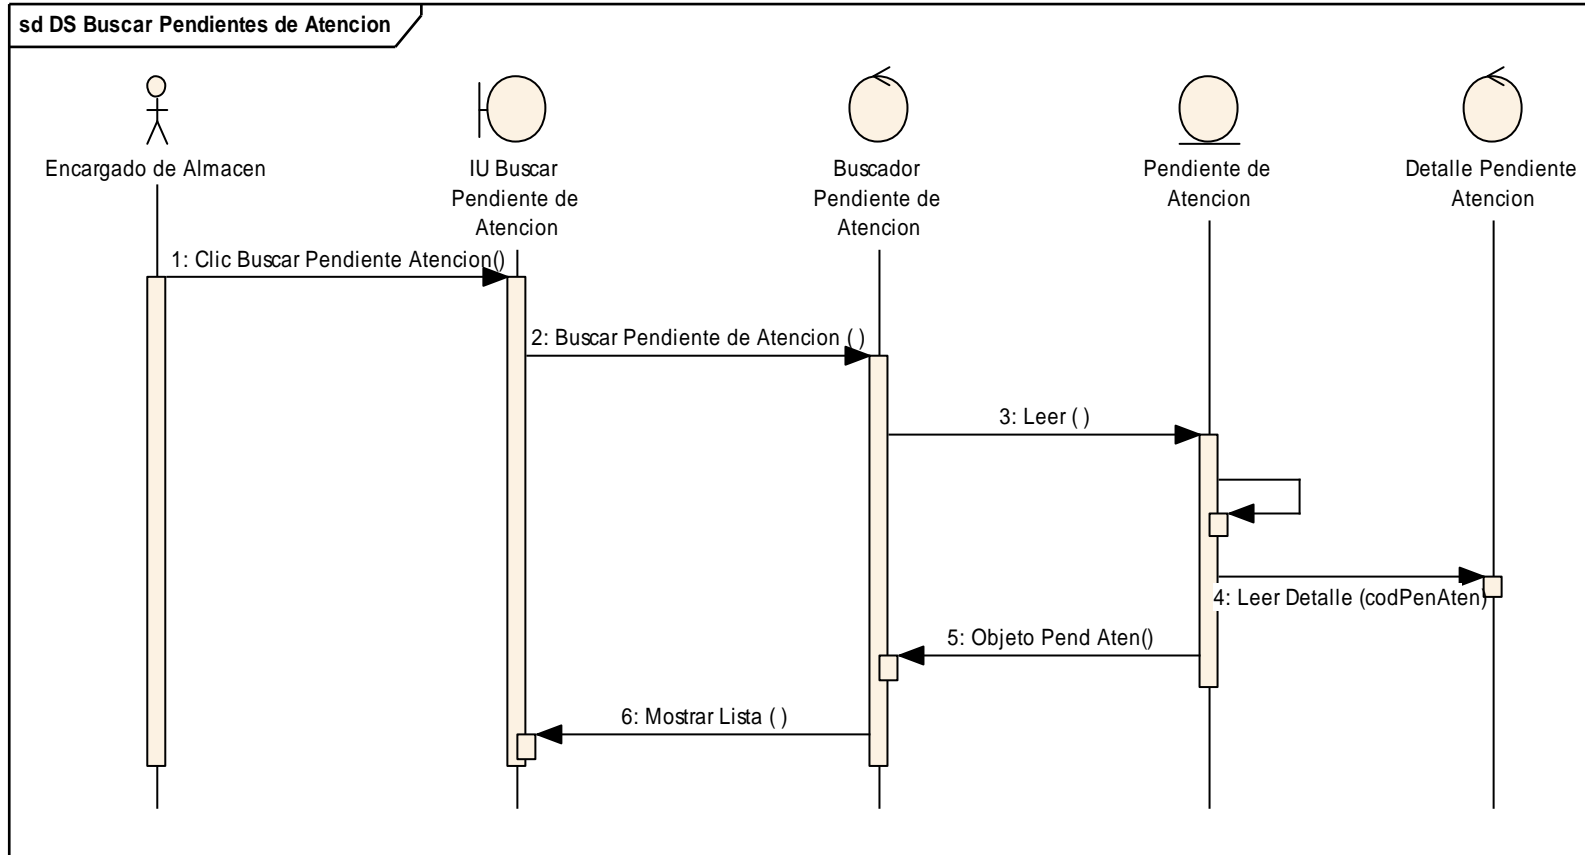 sd DS Buscar Pendientes de Atencion
Encargado de Almacen
IU Buscar
Pendiente de
Atencion
Buscador
Pendiente de
Atencion
Pendiente de
Atencion
Detalle Pendiente
Atencion
1: Clic Buscar Pendiente Atencion()
2: Buscar Pendiente de Atencion ( )
3: Leer ( )
4: Leer Detalle (codPenAten)
5: Objeto Pend Aten()
6: Mostrar Lista ( )